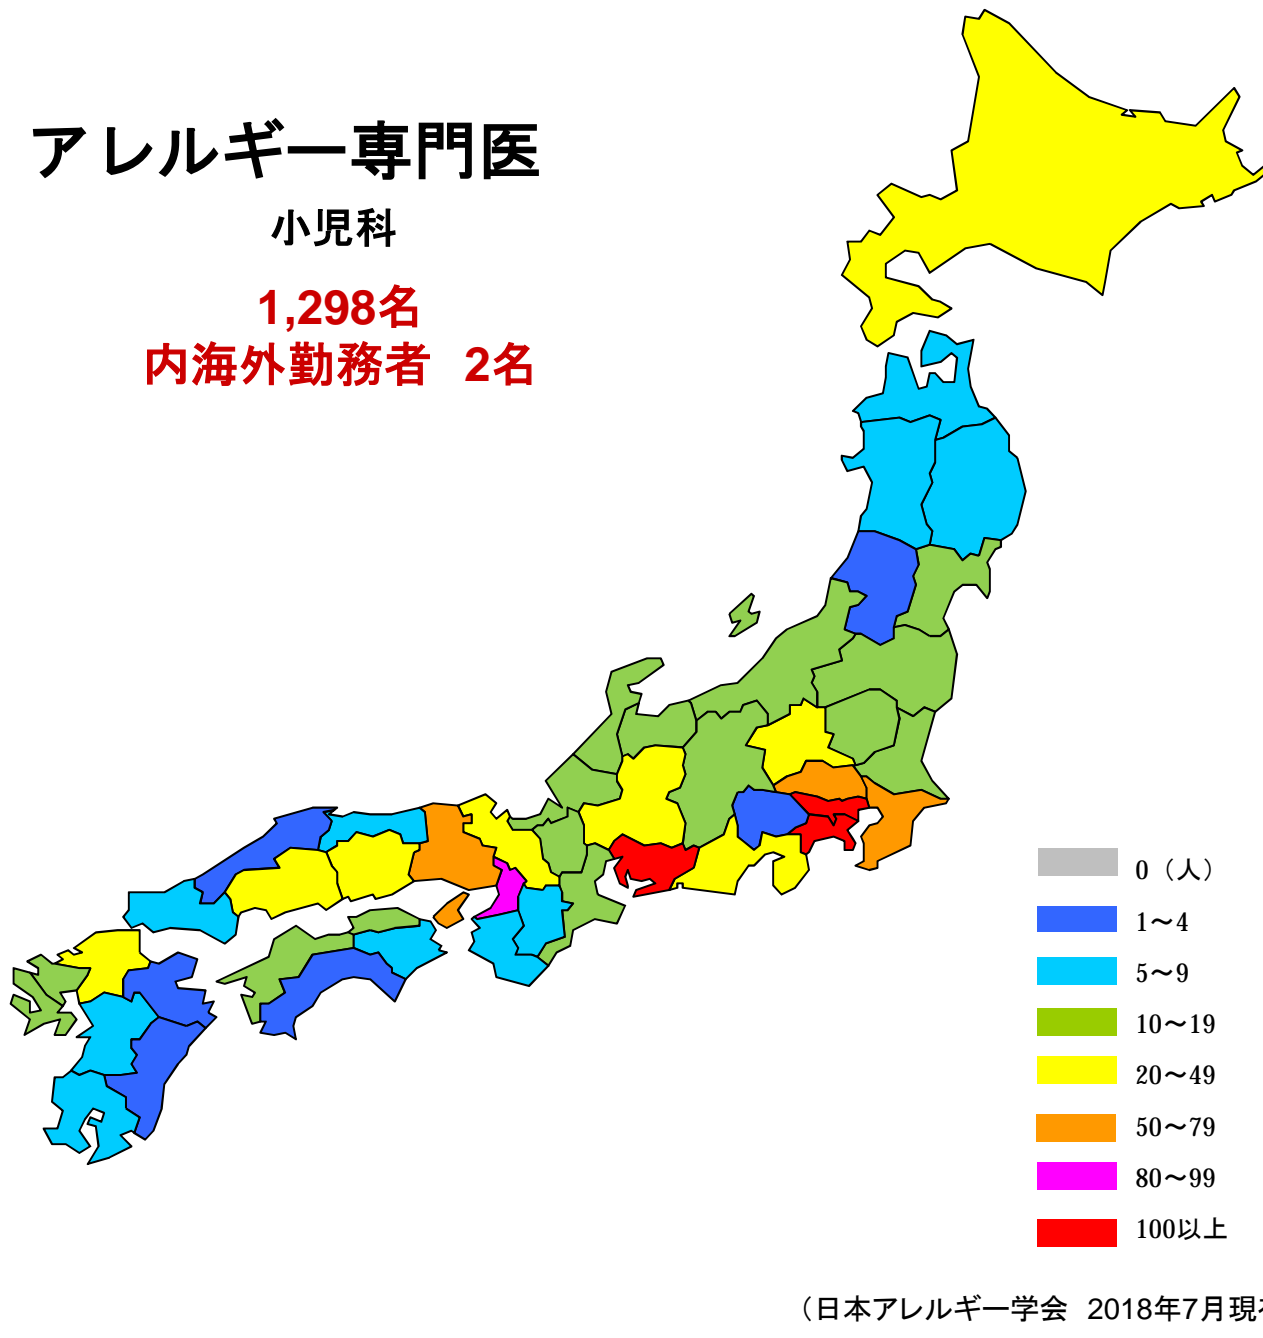 アレルギー専門医
小児科
1,298名
内海外勤務者 2名
0（人）
1～4
5～9
10～19
20～49
50～79
80～99
100以上
（日本アレルギー学会 2018年7月現